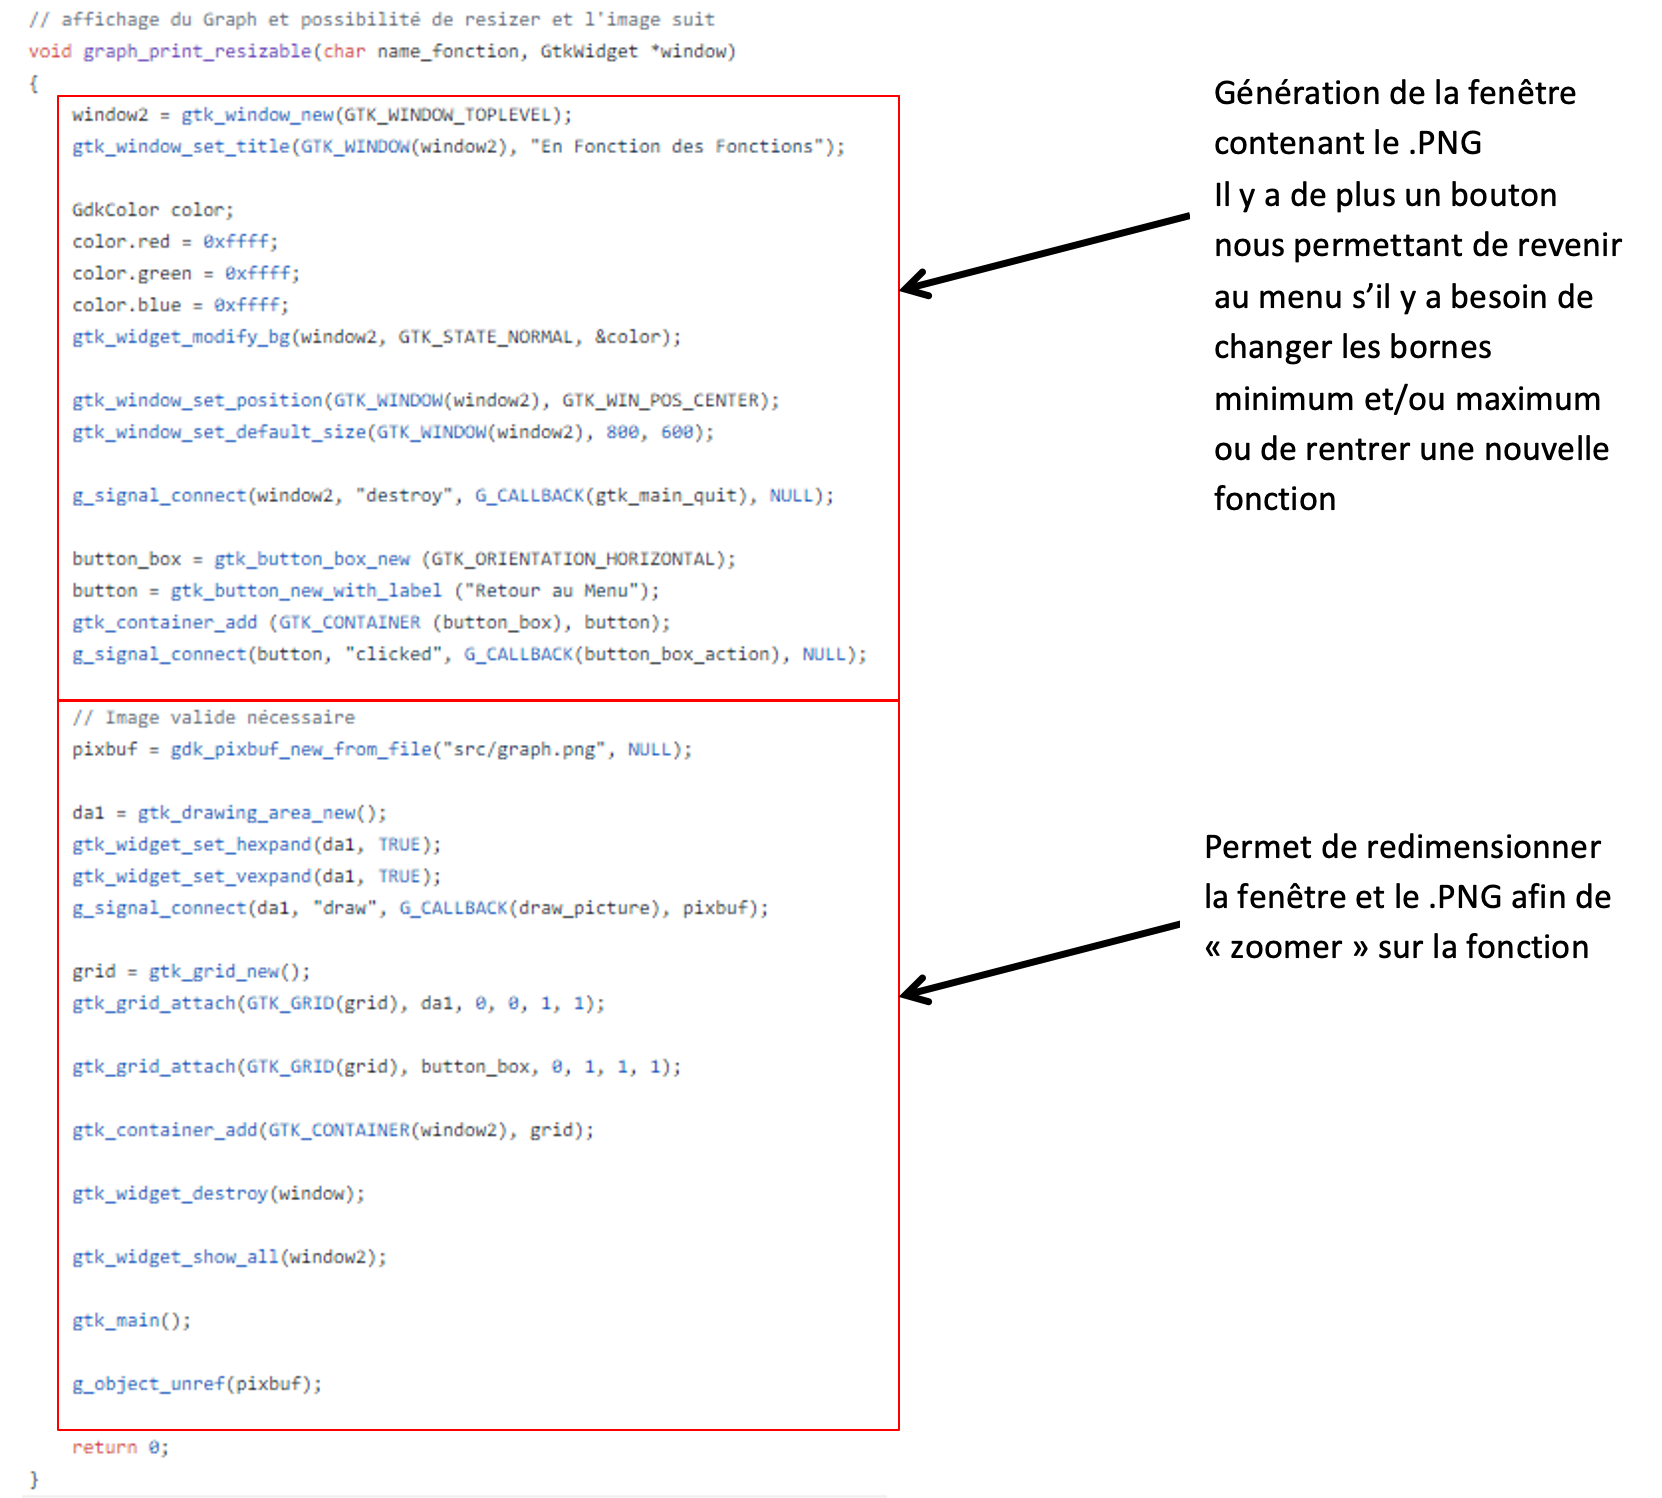 // affichage du Graph et possibilité de resizer et l'image suit
void graph_print_resizable(char name_fonction, GtkWidget *window)
{
window2 = gtk_window_new(GTK_WINDOW_TOPLEVEL);
gtk_window_set_title(GTK_WINDOW(window2), "En Fonction des Fonctions");
GdkColor color;
color.red = 0xffff;
color.green = 0xffff;
color.blue = 0xffff;
gtk_widget_modify_bg(window2, GTK_STATE_NORMAL, &color);
gtk_window_set_position(GTK_WINDOW(window2), GTK_WIN_POS_CENTER);
gtk_window_set_default_size(GTK_WINDOW(window2), 800, 600);
g_signal_connect(window2, "destroy", G_CALLBACK(gtk_main_quit), NULL);
button_box = gtk_button_box_new (GTK_ORIENTATION_HORIZONTAL);
button = gtk_button_new_with_label ("Retour au Menu");
gtk_container_add (GTK_CONTAINER (button_box), button);
g_signal_connect(button, "clicked", G_CALLBACK(button_box_action), NULL);
// Image valide nécessaire
pixbuf = gdk_pixbuf_new_from_file("src/graph.png", NULL);
da1 = gtk_drawing_area_new();
gtk_widget_set_hexpand(da1, TRUE);
gtk_widget_set_vexpand(da1, TRUE);
g_signal_connect(da1, "draw", G_CALLBACK(draw_picture), pixbuf);
grid = gtk_grid_new();
gtk_grid_attach(GTK_GRID(grid), da1, 0, 0, 1, 1);
gtk_grid_attach(GTK_GRID(grid), button_box, 0, 1, 1, 1);
gtk_container_add(GTK_CONTAINER(window2), grid);
gtk_widget_destroy(window);
gtk_widget_show_all(window2);
gtk_main();
g_object_unref(pixbuf);
return 0;
}
Génération de la fenêtre
contenant le .PNG
Il y a de plus un bouton
nous permettant de revenir
au menu s’il y a besoin de
changer les bornes
minimum et/ou maximum
ou de rentrer une nouvelle
fonction
Permet de redimensionner
la fenêtre et le .PNG afin de
« zoomer » sur la fonction